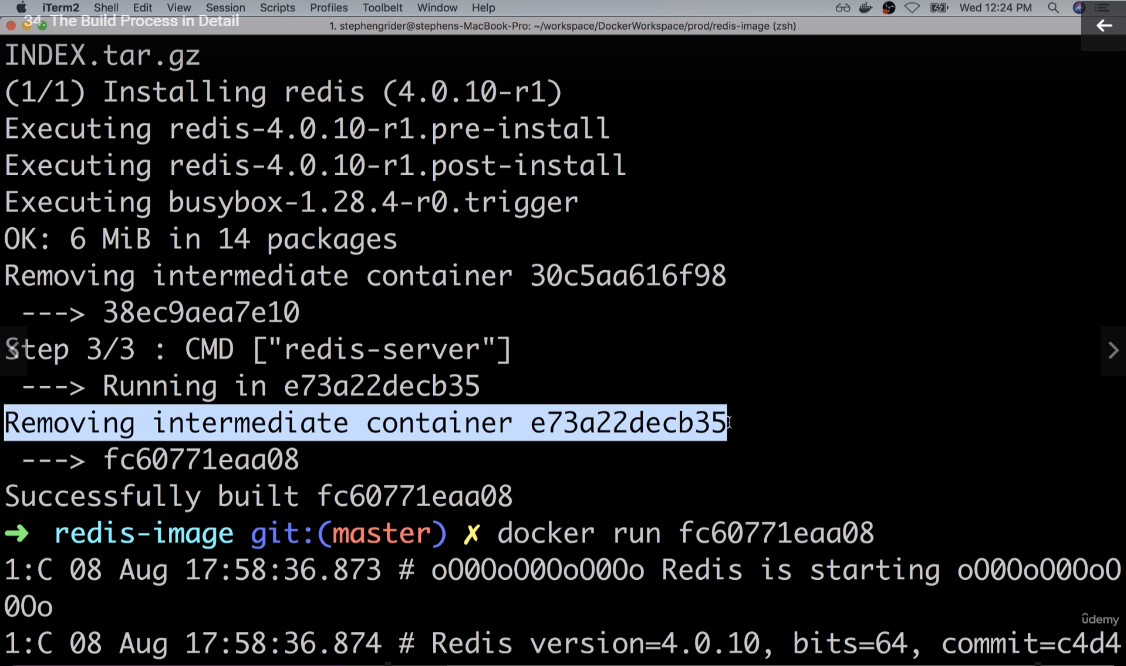 iTerm2 Shell Edit View Session Scripts Profiles Toolbelt Window Help Wed 12:24 PM
34. The Build Process in Detail
1. stephengrider@stephens-MacBook-Pro: ~/workspace/DockerWorkspace/prod/redis-image (zsh)
INDEX.tar.gz
(1/1) Installing redis (4.0.10-r1)
Executing redis-4.0.10-r1.pre-install
Executing redis-4.0.10-r1.post-install
Executing busybox-1.28.4-r0.trigger
OK: 6 MiB in 14 packages
Removing intermediate container 30c5aa616f98
---> 38ec9aea7e10
Step 3/3 : CMD ["redis-server"]
---> Running in e73a22decb35
Removing intermediate container e73a22decb35
---> fc60771eaa08
Successfully built fc60771eaa08
➜ redis-image git:(master) ✗ docker run fc60771eaa08
1:C 08 Aug 17:58:36.873 # oO0OoO0OoO0Oo Redis is starting oO0OoO0OoO
0Oo
1:C 08 Aug 17:58:36.874 # Redis version=4.0.10, bits=64, commit=c4d4
ûdemy